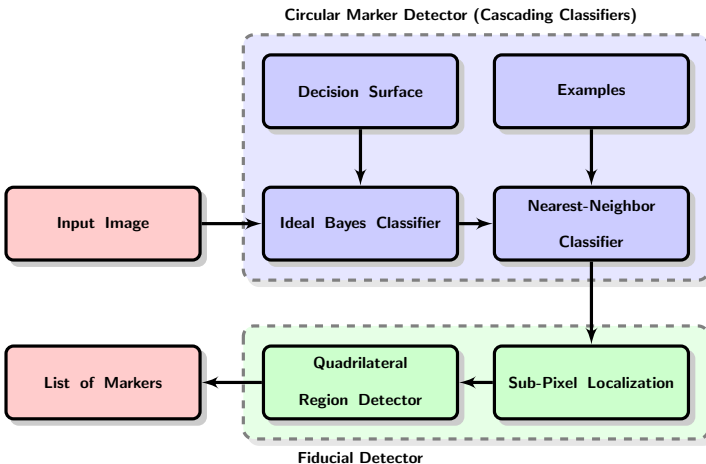 Circular Marker Detector (Cascading Classifiers)
Decision Surface
Examples
Input Image
Ideal Bayes Classifier
Nearest-Neighbor
Classifier
List of Markers
Quadrilateral
Region Detector
Sub-Pixel Localization
Fiducial Detector